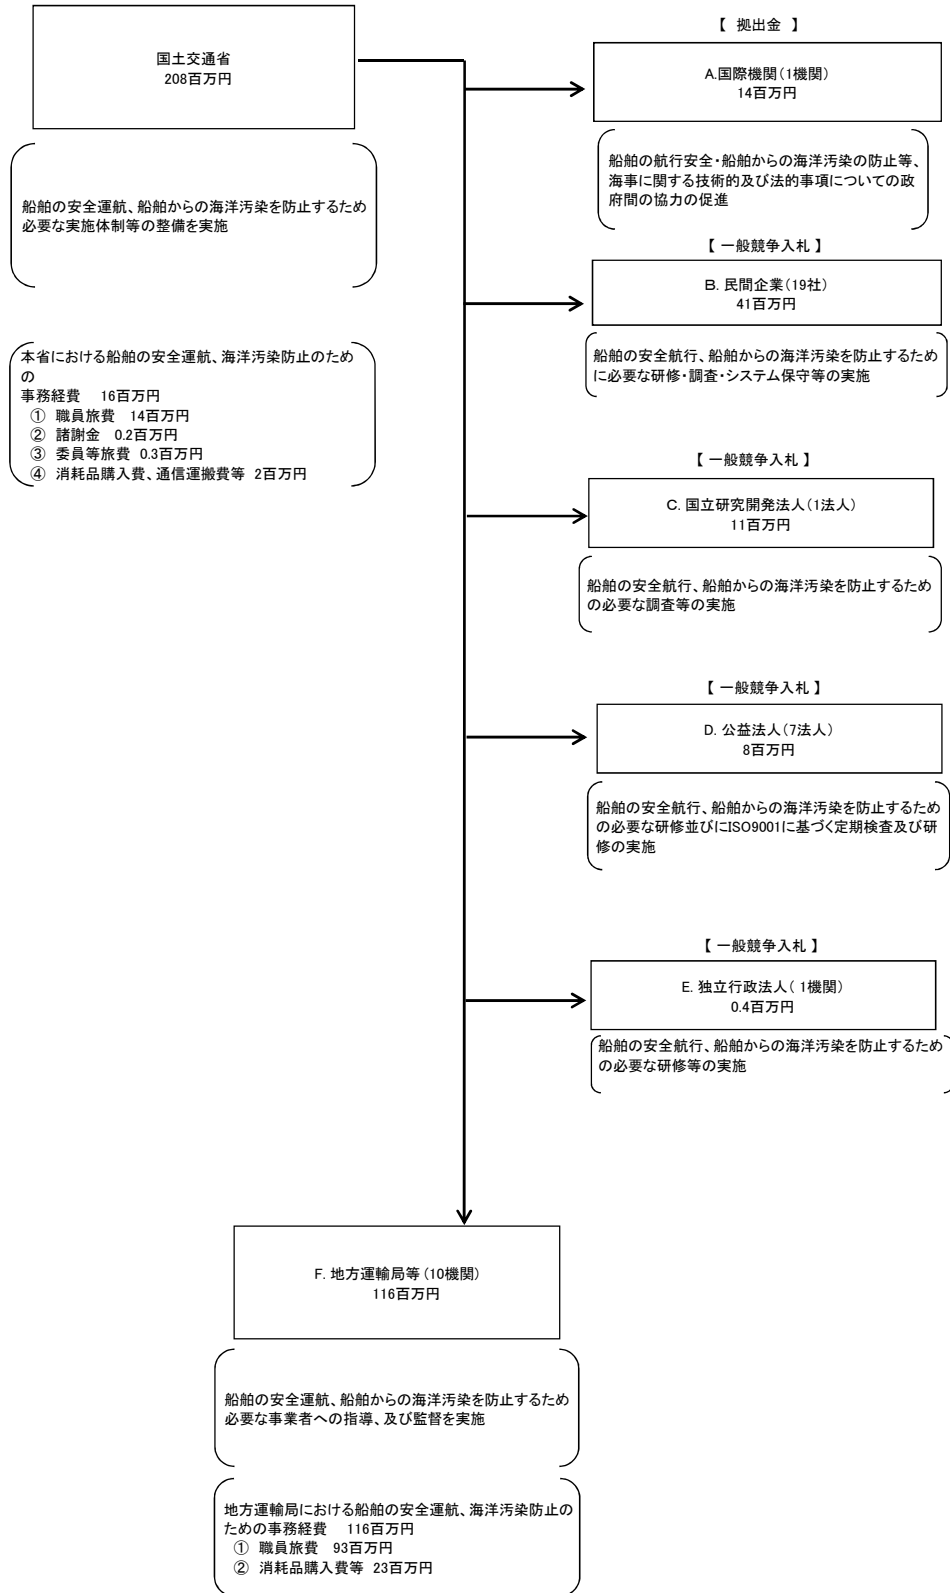 国土交通省
208百万円
船舶の安全運航、船舶からの海洋汚染を防止するため
必要な実施体制等の整備を実施
本省における船舶の安全運航、海洋汚染防止のため
の
事務経費 16百万円
① 職員旅費 14百万円
② 諸謝金 0.2百万円
③ 委員等旅費 0.3百万円
④ 消耗品購入費、通信運搬費等 2百万円
【 拠出金 】
A.国際機関(1機関)
14百万円
船舶の航行安全・船舶からの海洋汚染の防止等、
海事に関する技術的及び法的事項についての政
府間の協力の促進
【 一般競争入札 】
B. 民間企業(19社)
41百万円
船舶の安全航行、船舶からの海洋汚染を防止するため
に必要な研修・調査・システム保守等の実施
【 一般競争入札 】
C. 国立研究開発法人(1法人)
11百万円
船舶の安全航行、船舶からの海洋汚染を防止するため
の必要な調査等の実施
【 一般競争入札 】
D. 公益法人(7法人)
8百万円
船舶の安全航行、船舶からの海洋汚染を防止するため
の必要な研修並びにISO9001に基づく定期検査及び研
修の実施
【 一般競争入札 】
E. 独立行政法人( 1機関)
0.4百万円
船舶の安全航行、船舶からの海洋汚染を防止するため
の必要な研修等の実施
F. 地方運輸局等(10機関)
116百万円
船舶の安全運航、船舶からの海洋汚染を防止するため
必要な事業者への指導、及び監督を実施
地方運輸局における船舶の安全運航、海洋汚染防止の
ための事務経費 116百万円
① 職員旅費 93百万円
② 消耗品購入費等 23百万円